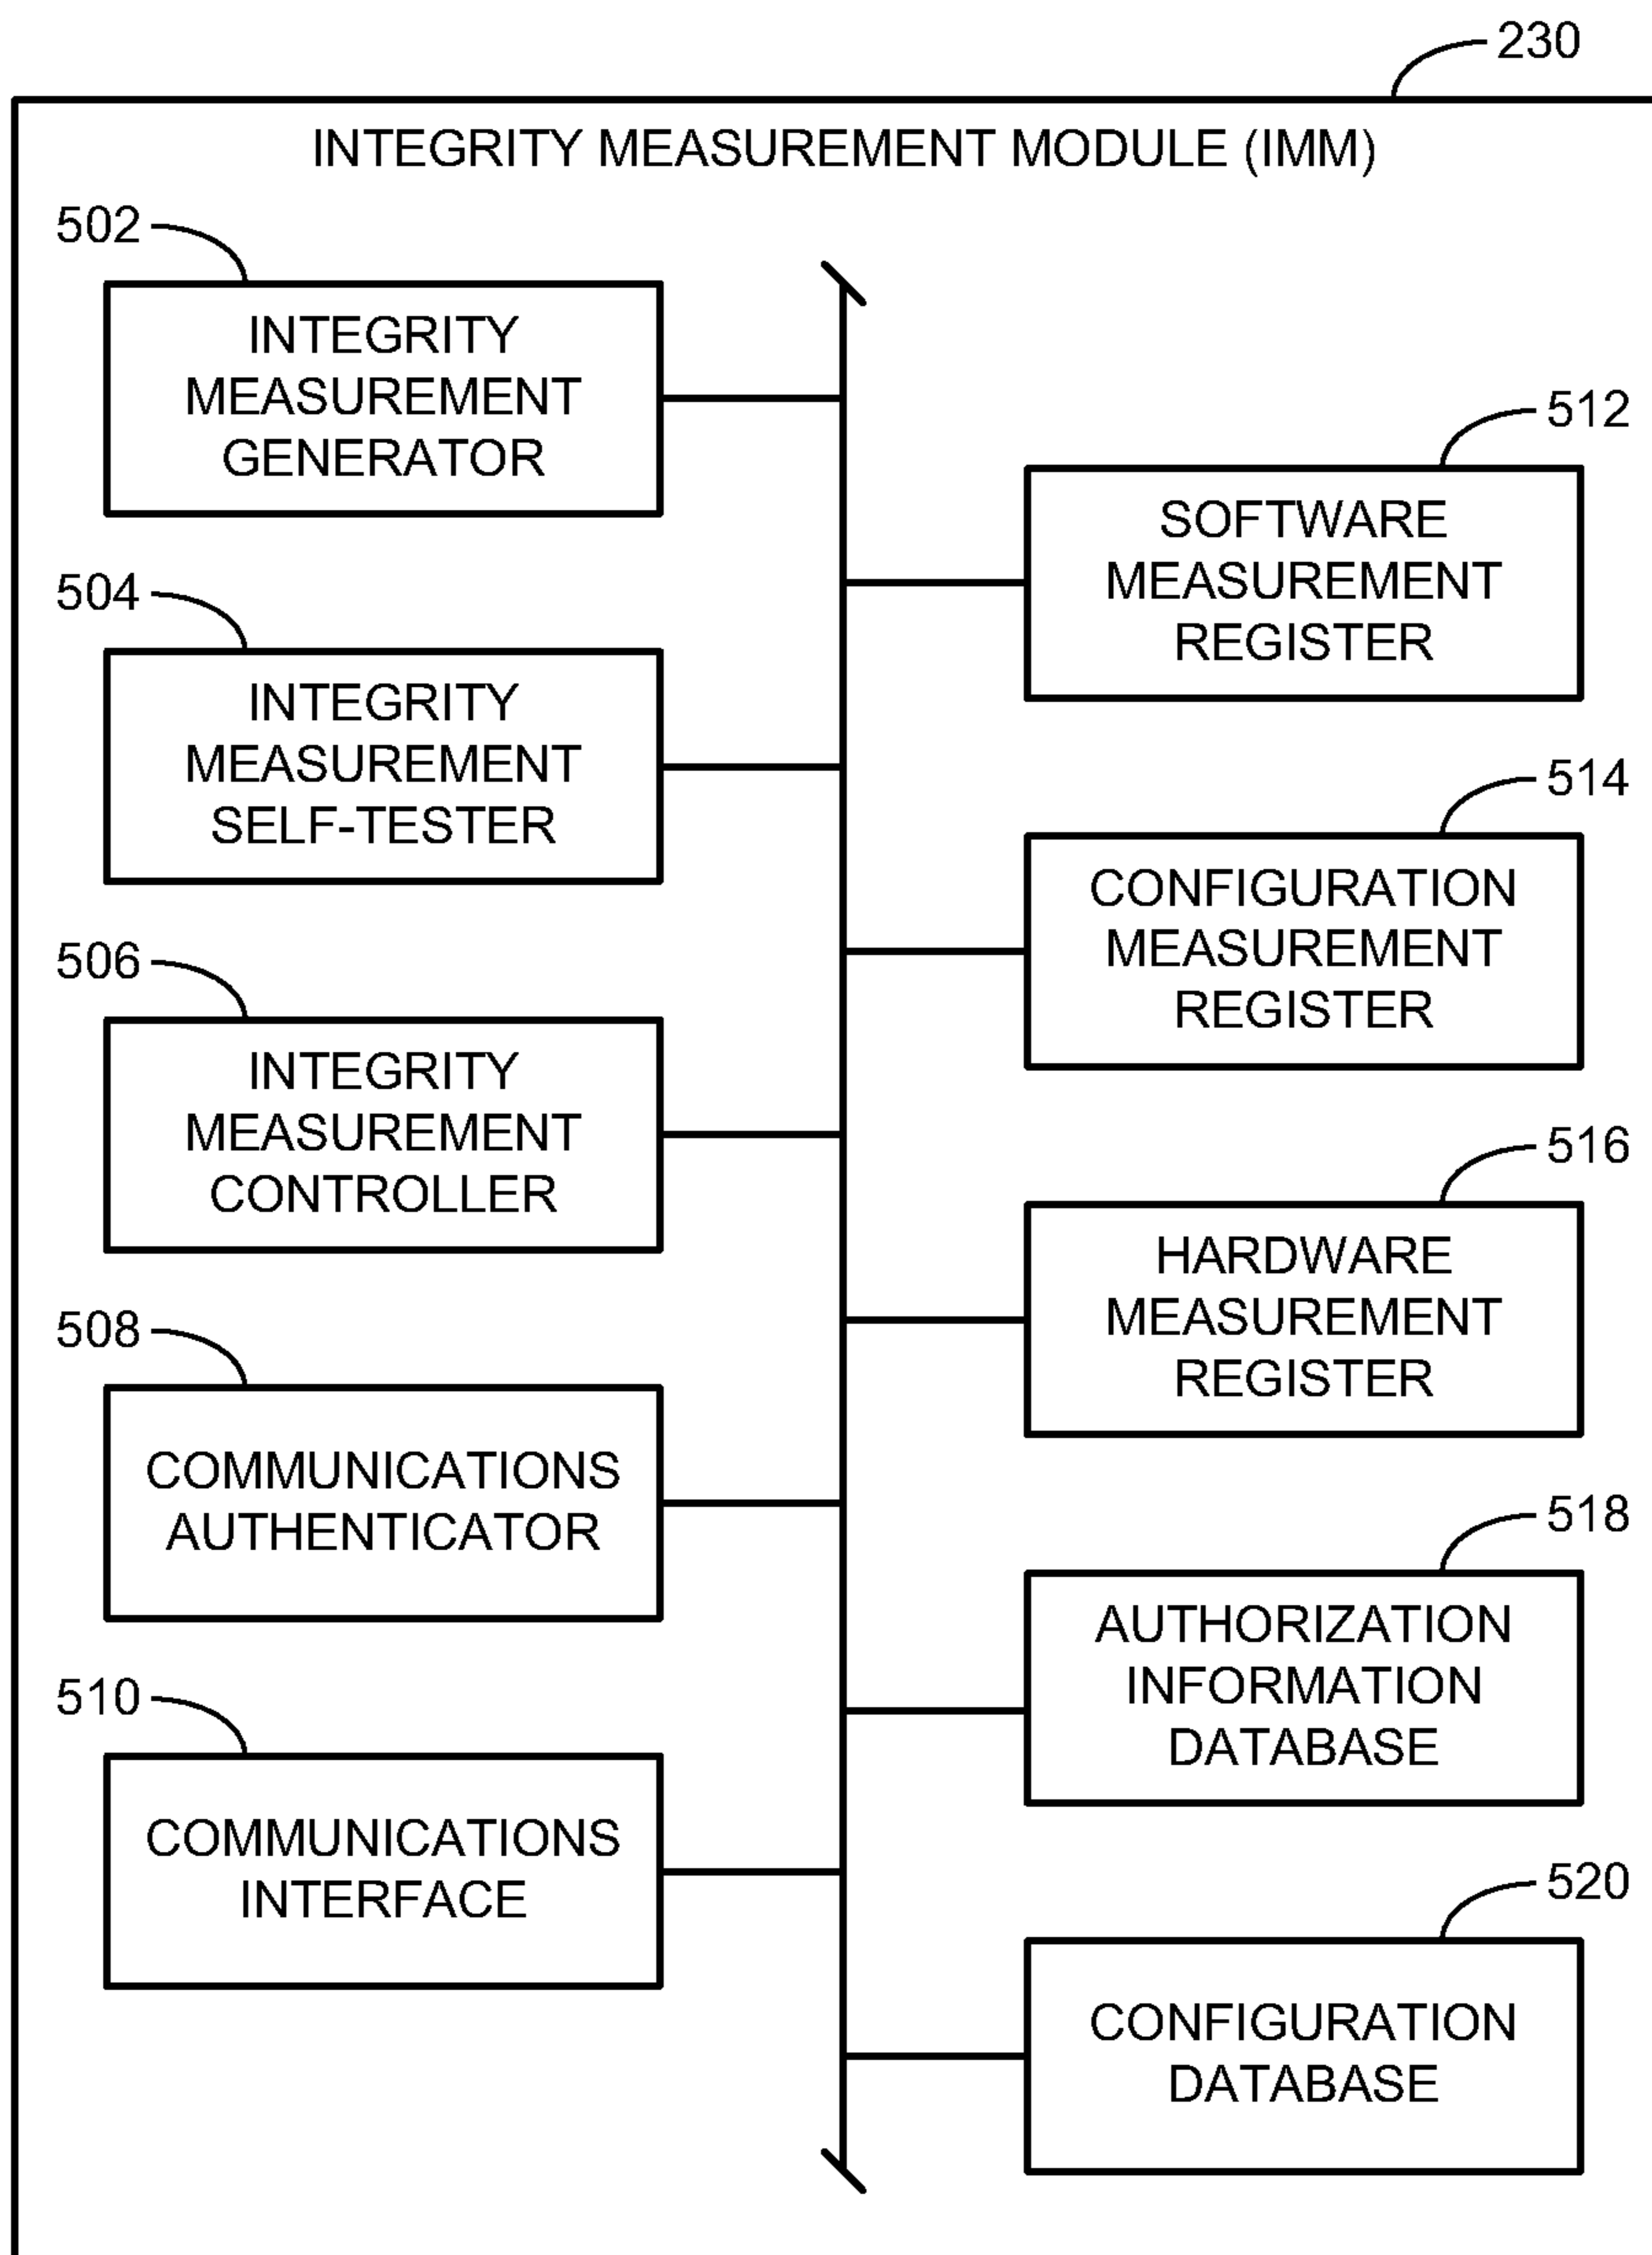 230
INTEGRITY MEASUREMENT MODULE (IMM)
502
INTEGRITY
MEASUREMENT
GENERATOR
504
INTEGRITY
MEASUREMENT
SELF-TESTER
506
INTEGRITY
MEASUREMENT
CONTROLLER
508
COMMUNICATIONS
AUTHENTICATOR
510
COMMUNICATIONS
INTERFACE
512
SOFTWARE
MEASUREMENT
REGISTER
514
CONFIGURATION
MEASUREMENT
REGISTER
516
HARDWARE
MEASUREMENT
REGISTER
518
AUTHORIZATION
INFORMATION
DATABASE
520
CONFIGURATION
DATABASE